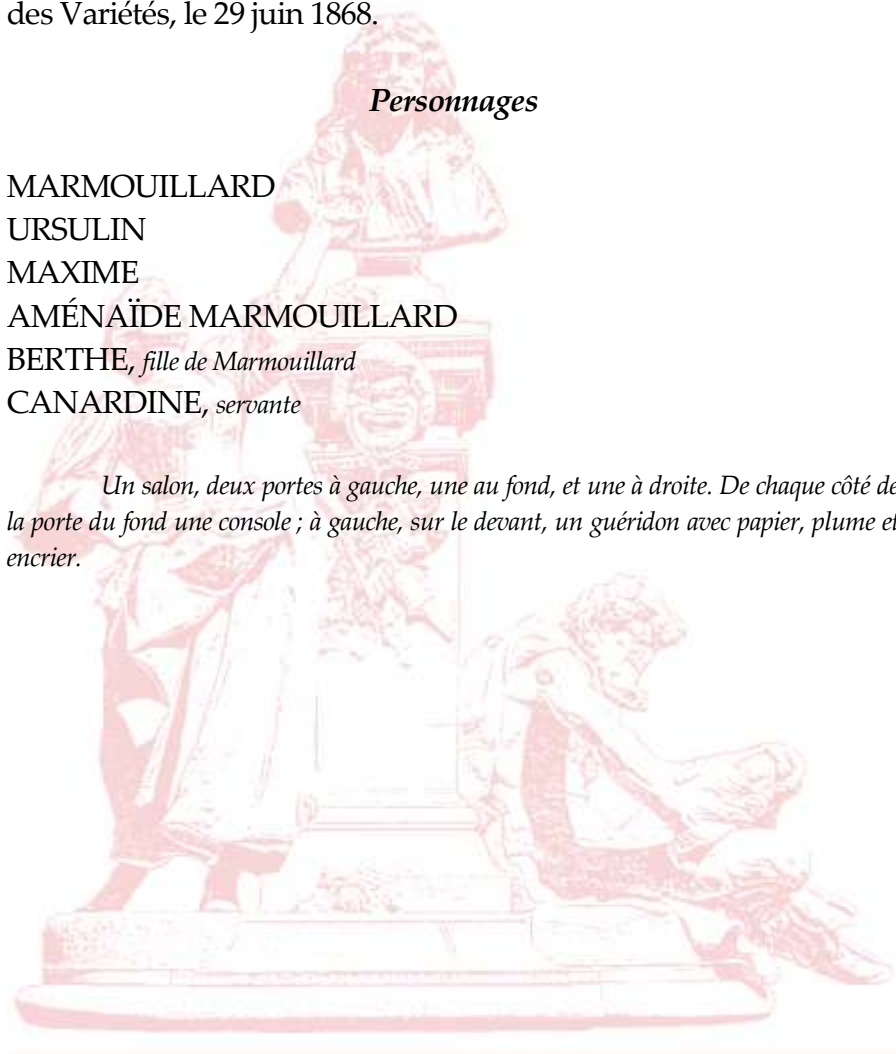 des Variétés, le 29 juin 1868.
Personnages
MARMOUILLARD
URSULIN
MAXIME
AMÉNAÏDE MARMOUILLARD
BERTHE, fille de Marmouillard
CANARDINE, servante
Un salon, deux portes à gauche, une au fond, et une à droite. De chaque côté de
la porte du fond une console ; à gauche, sur le devant, un guéridon avec papier, plume et
encrier.